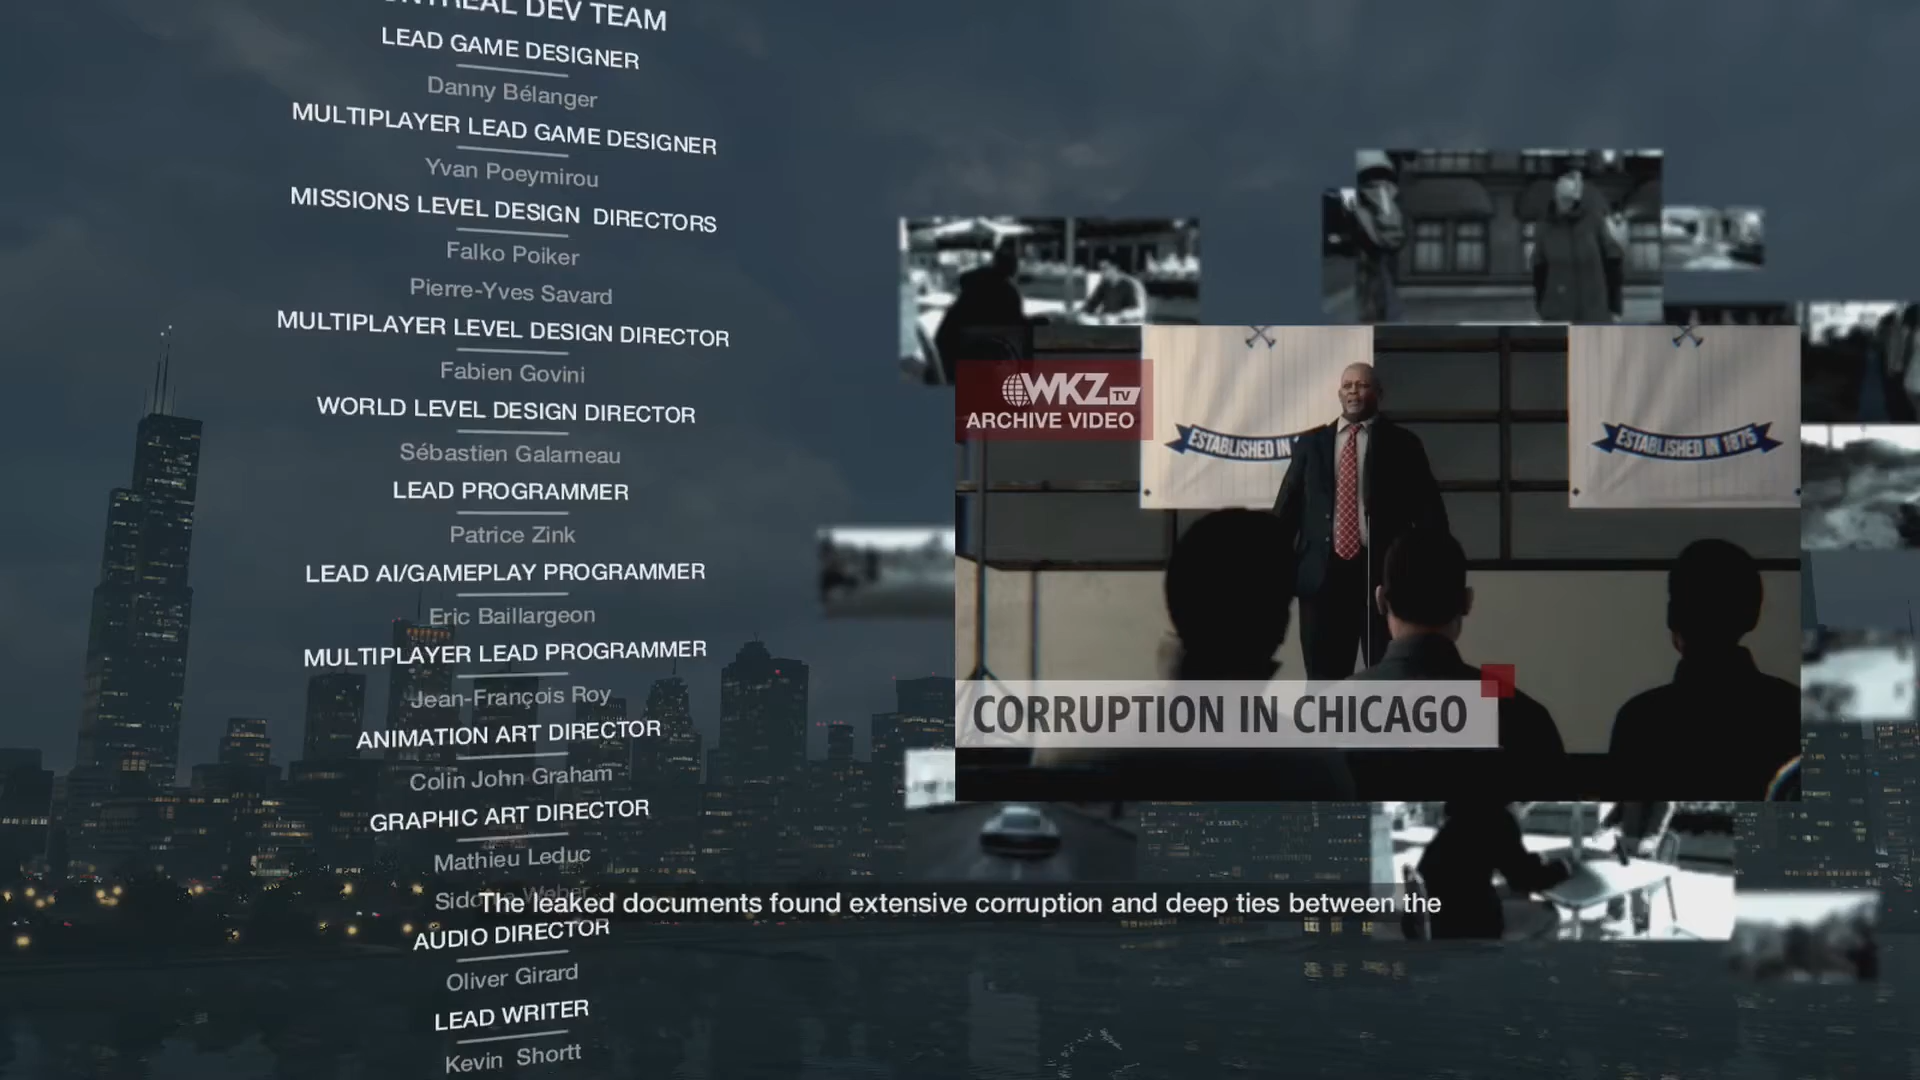 DEV TEAM
LEAD GAME DESIGNER
Danny Bélanger
MULTIPLAYER LEAD GAME DESIGNER
Yvan Poeymirou
MISSIONS LEVEL DESIGN DIRECTORS
Falko Poiker
Pierre-Yves Savard
MULTIPLAYER LEVEL DESIGN DIRECTOR
Fabien Govini
WORLD LEVEL DESIGN DIRECTOR
Sébastien Galarneau
LEAD PROGRAMMER
Patrice Zink
LEAD AI/GAMEPLAY PROGRAMMER
Eric Baillargeon
MULTIPLAYER LEAD PROGRAMMER
Jean-François Roy
ANIMATION ART DIRECTOR
Colin John Graham
GRAPHIC ART DIRECTOR
Mathieu Leduc
Weber
AUDIO DIRECTOR
Oliver Girard
LEAD WRITER
Kevin Shortt
WKZ TV
ARCHIVE VIDEO
ESTABLISHED IN
ESTABLISHED IN 1875
CORRUPTION IN CHICAGO
The leaked documents found extensive corruption and deep ties between the